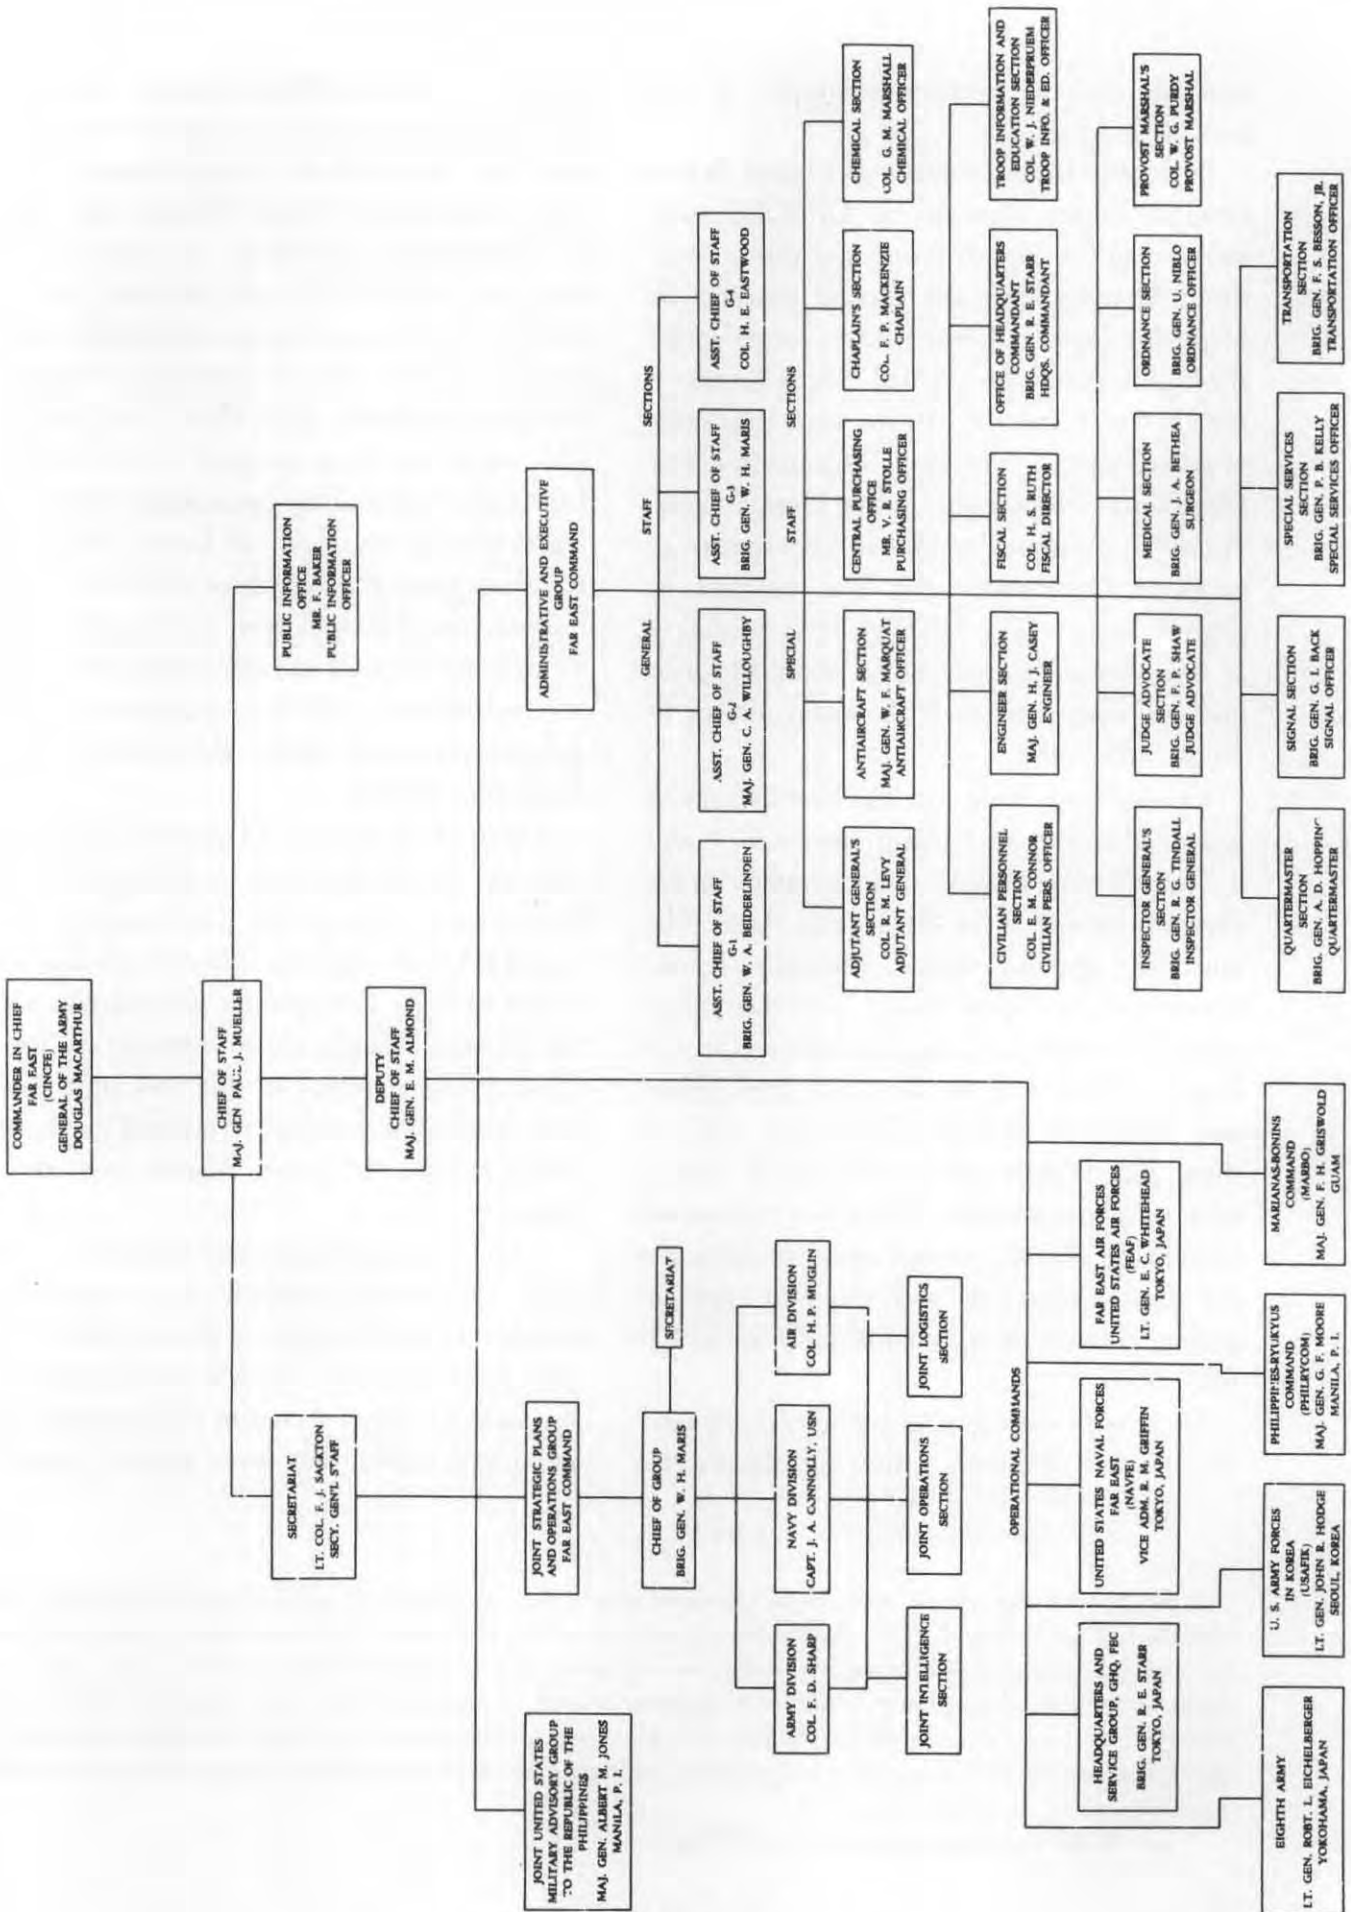 COMMANDER IN CHIEF
FAR EAST
(CINCFE)
GENERAL OF THE ARMY
DOUGLAS MACARTHUR
CHIEF OF STAFF
MAJ. GEN PAUL J. MUELLER
SECRETARIAT
LT. COL. F. J. SACKTON
SECY. GEN'L STAFF
PUBLIC INFORMATION
OFFICE
MR. F. BAKER
PUBLIC INFORMATION
OFFICER
DEPUTY
CHIEF OF STAFF
MAJ. GEN. E. M. ALMOND
JOINT UNITED STATES
MILITARY ADVISORY GROUP
TO THE REPUBLIC OF THE
PHILIPPINES
MAJ. GEN. ALBERT M. JONES
MANILA, P. I.
JOINT STRATEGIC PLANS
AND OPERATIONS GROUP
FAR EAST COMMAND
ADMINISTRATIVE AND EXECUTIVE
GROUP
FAR EAST COMMAND
CHIEF OF GROUP
BRIG. GEN. W. H. MARIS
SECRETARIAT
ARMY DIVISION
COL. F. D. SHARP
NAVY DIVISION
CAPT. J. A. CONNOLLY, USN
AIR DIVISION
COL. H. P. MUGLIN
JOINT INTELLIGENCE
SECTION
JOINT OPERATIONS
SECTION
JOINT LOGISTICS
SECTION
GENERAL STAFF SECTIONS
ASST. CHIEF OF STAFF
G-1
BRIG. GEN. W. A. BEIDERLINDEN
ASST. CHIEF OF STAFF
G-2
MAJ. GEN. C. A. WILLOUGHBY
ASST. CHIEF OF STAFF
G-3
BRIG. GEN. W. H. MARIS
ASST. CHIEF OF STAFF
G-4
COL. H. E. EASTWOOD
SPECIAL STAFF SECTIONS
ADJUTANT GENERAL'S
SECTION
COL. R. M. LEVY
ADJUTANT GENERAL
ANTIAIRCRAFT SECTION
MAJ. GEN. W. F. MARQUAT
ANTIAIRCRAFT OFFICER
CENTRAL PURCHASING
OFFICE
MR. V. R. STOLLE
PURCHASING OFFICER
CHAPLAIN'S SECTION
COL. F. P. MACKENZIE
CHAPLAIN
CHEMICAL SECTION
COL. G. M. MARSHALL
CHEMICAL OFFICER
CIVILIAN PERSONNEL
SECTION
COL. E. M. CONNOR
CIVILIAN PERS. OFFICER
ENGINEER SECTION
MAJ. GEN. H. J. CASEY
ENGINEER
FISCAL SECTION
COL. H. S. RUTH
FISCAL DIRECTOR
OFFICE OF HEADQUARTERS
COMMANDANT
BRIG. GEN. R. E. STARR
HDQS. COMMANDANT
TROOP INFORMATION AND
EDUCATION SECTION
COL. W. J. NIEDERPRUEM
TROOP INFO. & ED. OFFICER
INSPECTOR GENERAL'S
SECTION
BRIG. GEN. R. G. TINDALL
INSPECTOR GENERAL
JUDGE ADVOCATE
SECTION
BRIG. GEN. F. P. SHAW
JUDGE ADVOCATE
MEDICAL SECTION
BRIG. GEN. J. A. BETHEA
SURGEON
ORDNANCE SECTION
BRIG. GEN. U. NIBLO
ORDNANCE OFFICER
PROVOST MARSHAL'S
SECTION
COL. W. G. PURDY
PROVOST MARSHAL
QUARTERMASTER
SECTION
BRIG. GEN. A. D. HOPPING
QUARTERMASTER
SIGNAL SECTION
BRIG. GEN. G. I. BACK
SIGNAL OFFICER
SPECIAL SERVICES
SECTION
BRIG. GEN. P. B. KELLY
SPECIAL SERVICES OFFICER
TRANSPORTATION
SECTION
BRIG. GEN. F. S. BESSON, JR.
TRANSPORTATION OFFICER
OPERATIONAL COMMANDS
HEADQUARTERS AND
SERVICE GROUP, GHQ, FEC
BRIG. GEN. R. E. STARR
TOKYO, JAPAN
UNITED STATES NAVAL FORCES
FAR EAST
(NAVFE)
VICE ADM. R. M. GRIFFIN
TOKYO, JAPAN
FAR EAST AIR FORCES
UNITED STATES AIR FORCES
(FEAF)
LT. GEN. E. C. WHITEHEAD
TOKYO, JAPAN
EIGHTH ARMY
LT. GEN. ROBT. L. EICHELBERGER
YOKOHAMA, JAPAN
U. S. ARMY FORCES
IN KOREA
(USAFIK)
LT. GEN. JOHN R. HODGE
SEOUL, KOREA
PHILIPPINES-RYUKYUS
COMMAND
(PHILRYCOM)
MAJ. GEN. G. F. MOORE
MANILA, P. I.
MARIANAS-BONINS
COMMAND
(MARBO)
MAJ. GEN. F. H. GRISWOLD
GUAM